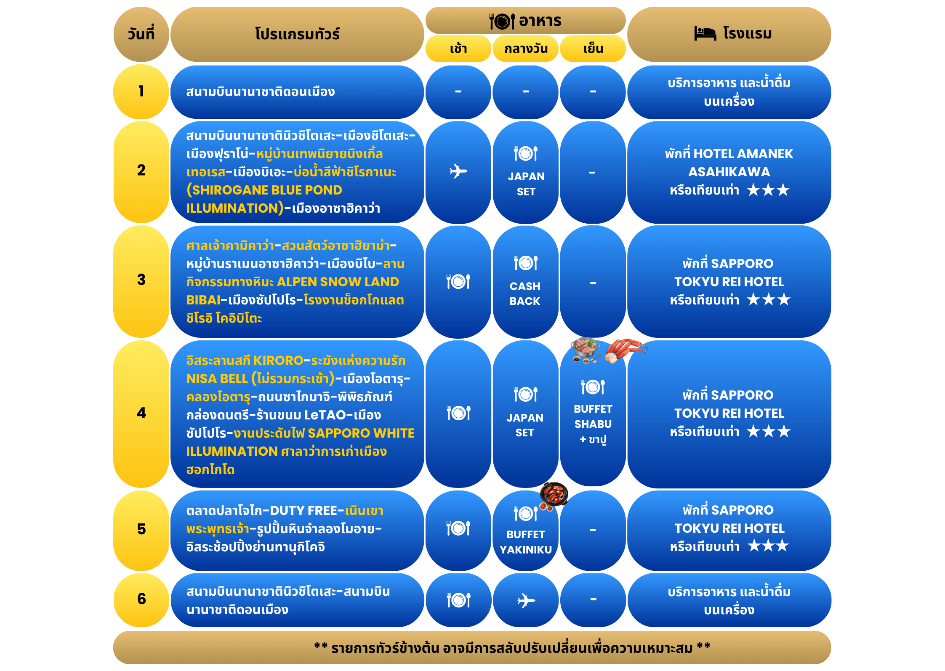 วันที่
โปรแกรมทัวร์
อาหาร
เช้า
กลางวัน
เย็น
โรงแรม
1
สนามบินนานาชาติดอนเมือง
-
-
-
บริการอาหาร และน้ำดื่ม
บนเครื่อง
2
สนามบินนานาชาตินิวชิโตเสะ-เมืองชิโตเสะ-
เมืองฟุราโน่-หมู่บ้านเทพนิยายนิงเกิ้ล
เทอเรส-เมืองบิเอะ-บ่อน้ำสีฟ้าชิโรกาเนะ
(SHIROGANE BLUE POND
ILLUMINATION)-เมืองอาซาฮิคาว่า
JAPAN
SET
-
พักที่ HOTEL AMANEK
ASAHIKAWA
หรือเทียบเท่า ★★★
3
ศาลเจ้าคามิคาว่า-สวนสัตว์อาซาฮิยาม่า-
หมู่บ้านราเมนอาซาฮิคาว่า-เมืองบิไบ-ลาน
กิจกรรมทางหิมะ ALPEN SNOW LAND
BIBAI-เมืองซัปโปโร-โรงงานช็อกโกแลต
ชิโรอิ โคอิบิโตะ
CASH
BACK
-
พักที่ SAPPORO
TOKYU REI HOTEL
หรือเทียบเท่า ★★★
4
อิสระลานสกี KIRORO-ระฆังแห่งความรัก
NISA BELL (ไม่รวมกระเช้า)-เมืองโอตารุ-
คลองโอตารุ-ถนนซาไกมาจิ-พิพิธภัณฑ์
กล่องดนตรี-ร้านขนม LeTAO-เมือง
ซัปโปโร-งานประดับไฟ SAPPORO WHITE
ILLUMINATION ศาลาว่าการเก่าเมือง
ฮอกไกโด
JAPAN
SET
BUFFET
SHABU
+ ขาปู
พักที่ SAPPORO
TOKYU REI HOTEL
หรือเทียบเท่า ★★★
5
ตลาดปลาโจไก-DUTY FREE-เนินเขา
พระพุทธเจ้า-รูปปั้นหินจำลองโมอาย-
อิสระช้อปปิ้งย่านทานุกิโคจิ
BUFFET
YAKINIKU
-
พักที่ SAPPORO
TOKYU REI HOTEL
หรือเทียบเท่า ★★★
6
สนามบินนานาชาตินิวชิโตเสะ-สนามบิน
นานาชาติดอนเมือง
-
บริการอาหาร และน้ำดื่ม
บนเครื่อง
** รายการทัวร์ข้างต้น อาจมีการสลับปรับเปลี่ยนเพื่อความเหมาะสม **